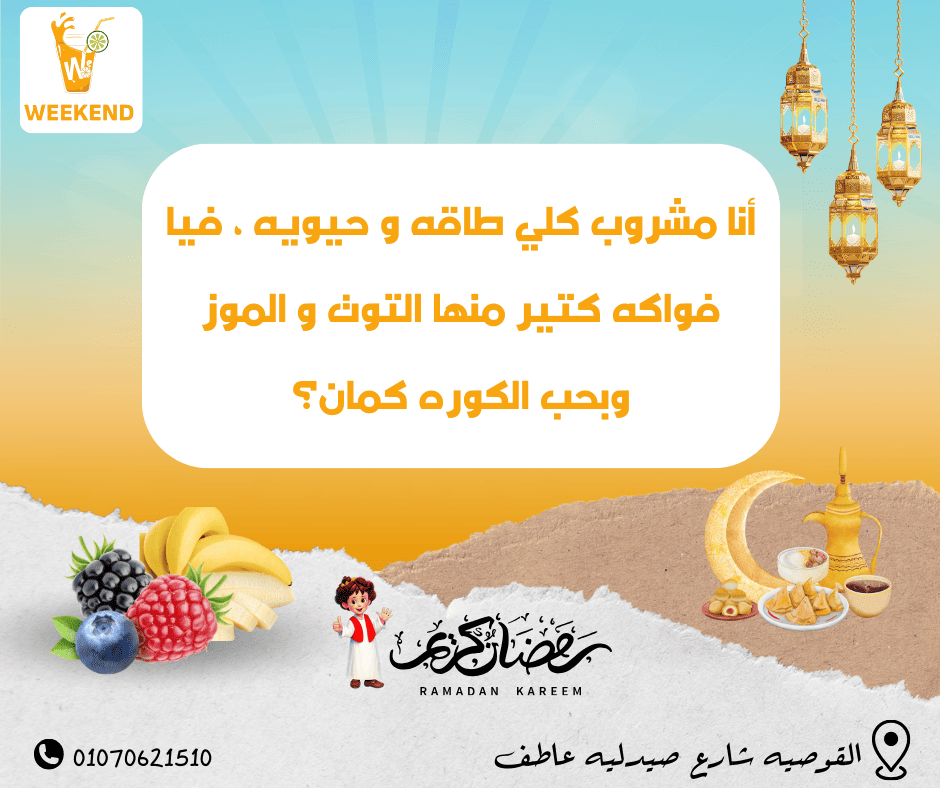 WEEKEND
أنا مشروب كلي طاقه و حيويه ، فيا
فواكه كتير منها التوت و الموز
وبحب الكوره كمان؟
رمضان كريم
RAMADAN KAREEM
القوصيه شارع صيدليه عاطف
01070621510